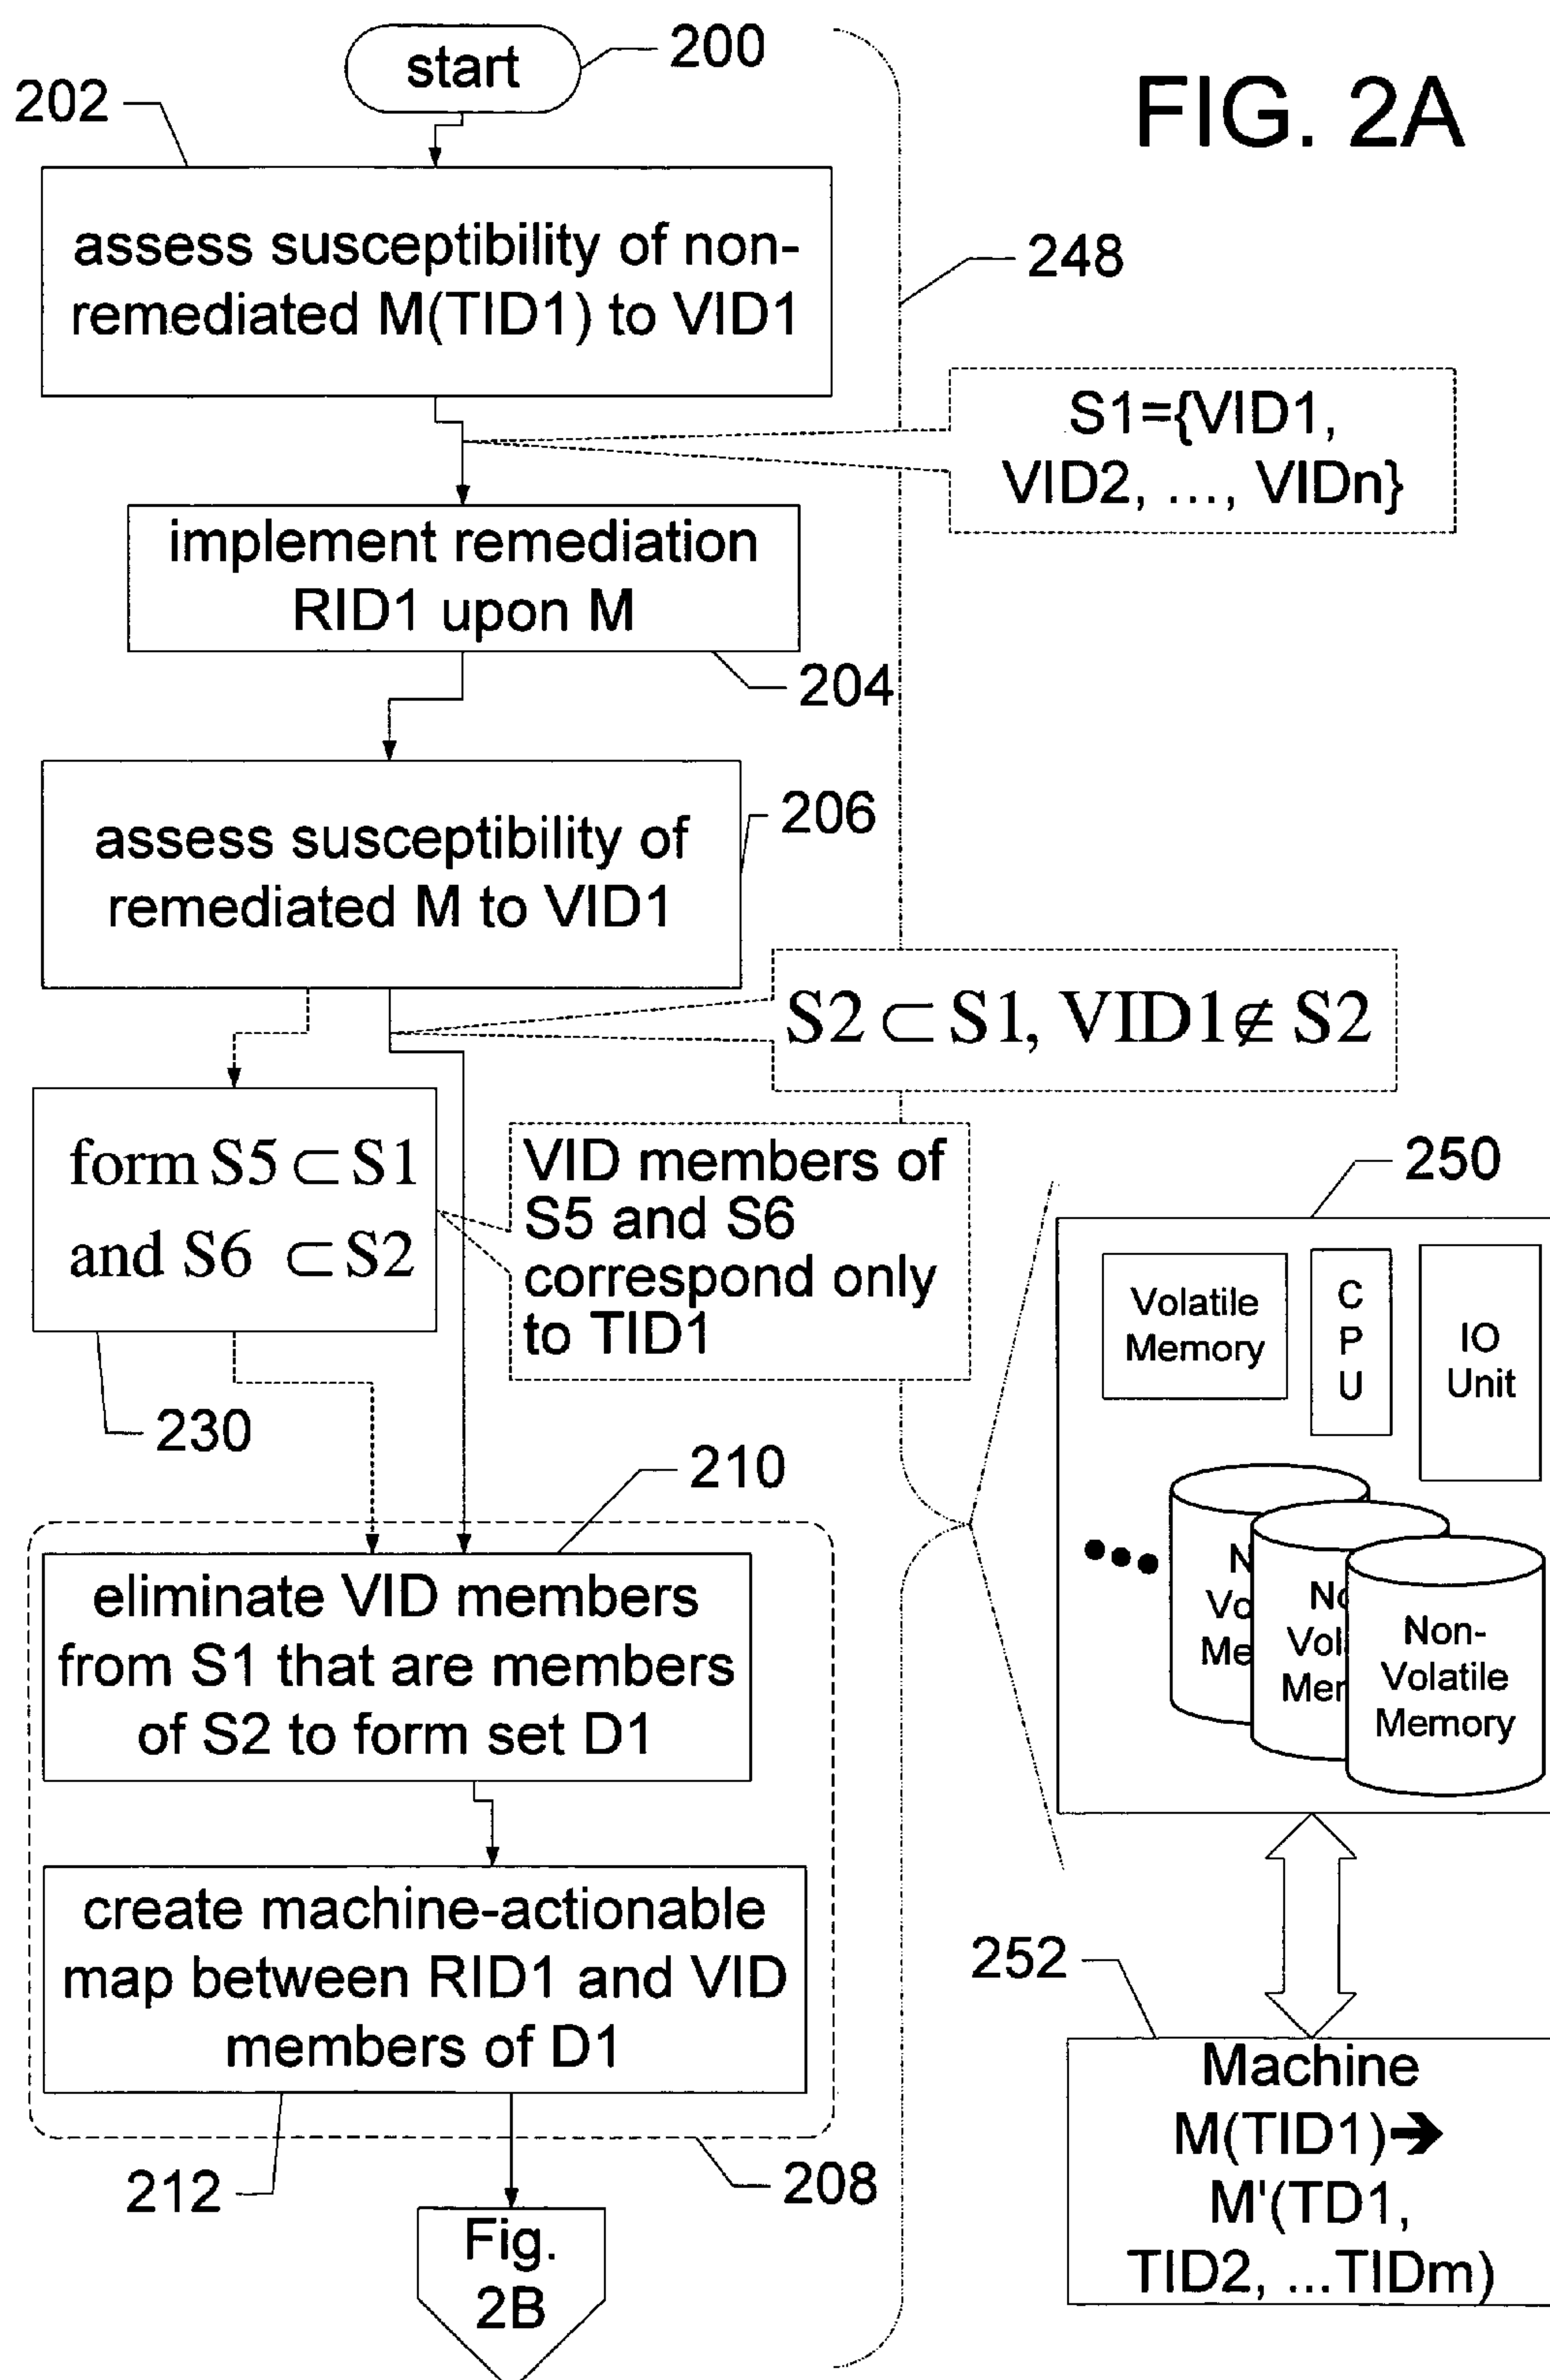 FIG. 2A
start
200
202
assess susceptibility of non-
remediated M(TID1) to VID1
248
S1={VID1,
VID2, ..., VIDn}
implement remediation
RID1 upon M
204
assess susceptibility of
remediated M to VID1
206
S2 ⊂ S1, VID1 ∉ S2
form S5 ⊂ S1
and S6 ⊂ S2
VID members of
S5 and S6
correspond only
to TID1
230
210
eliminate VID members
from S1 that are members
of S2 to form set D1
create machine-actionable
map between RID1 and VID
members of D1
212
208
Fig.
2B
250
Volatile
Memory
C
P
U
IO
Unit
N
Vo
Me
No
Vol
Mer
Non-
Volatile
Memory
252
Machine
M(TID1)➔
M'(TD1,
TID2, ...TIDm)